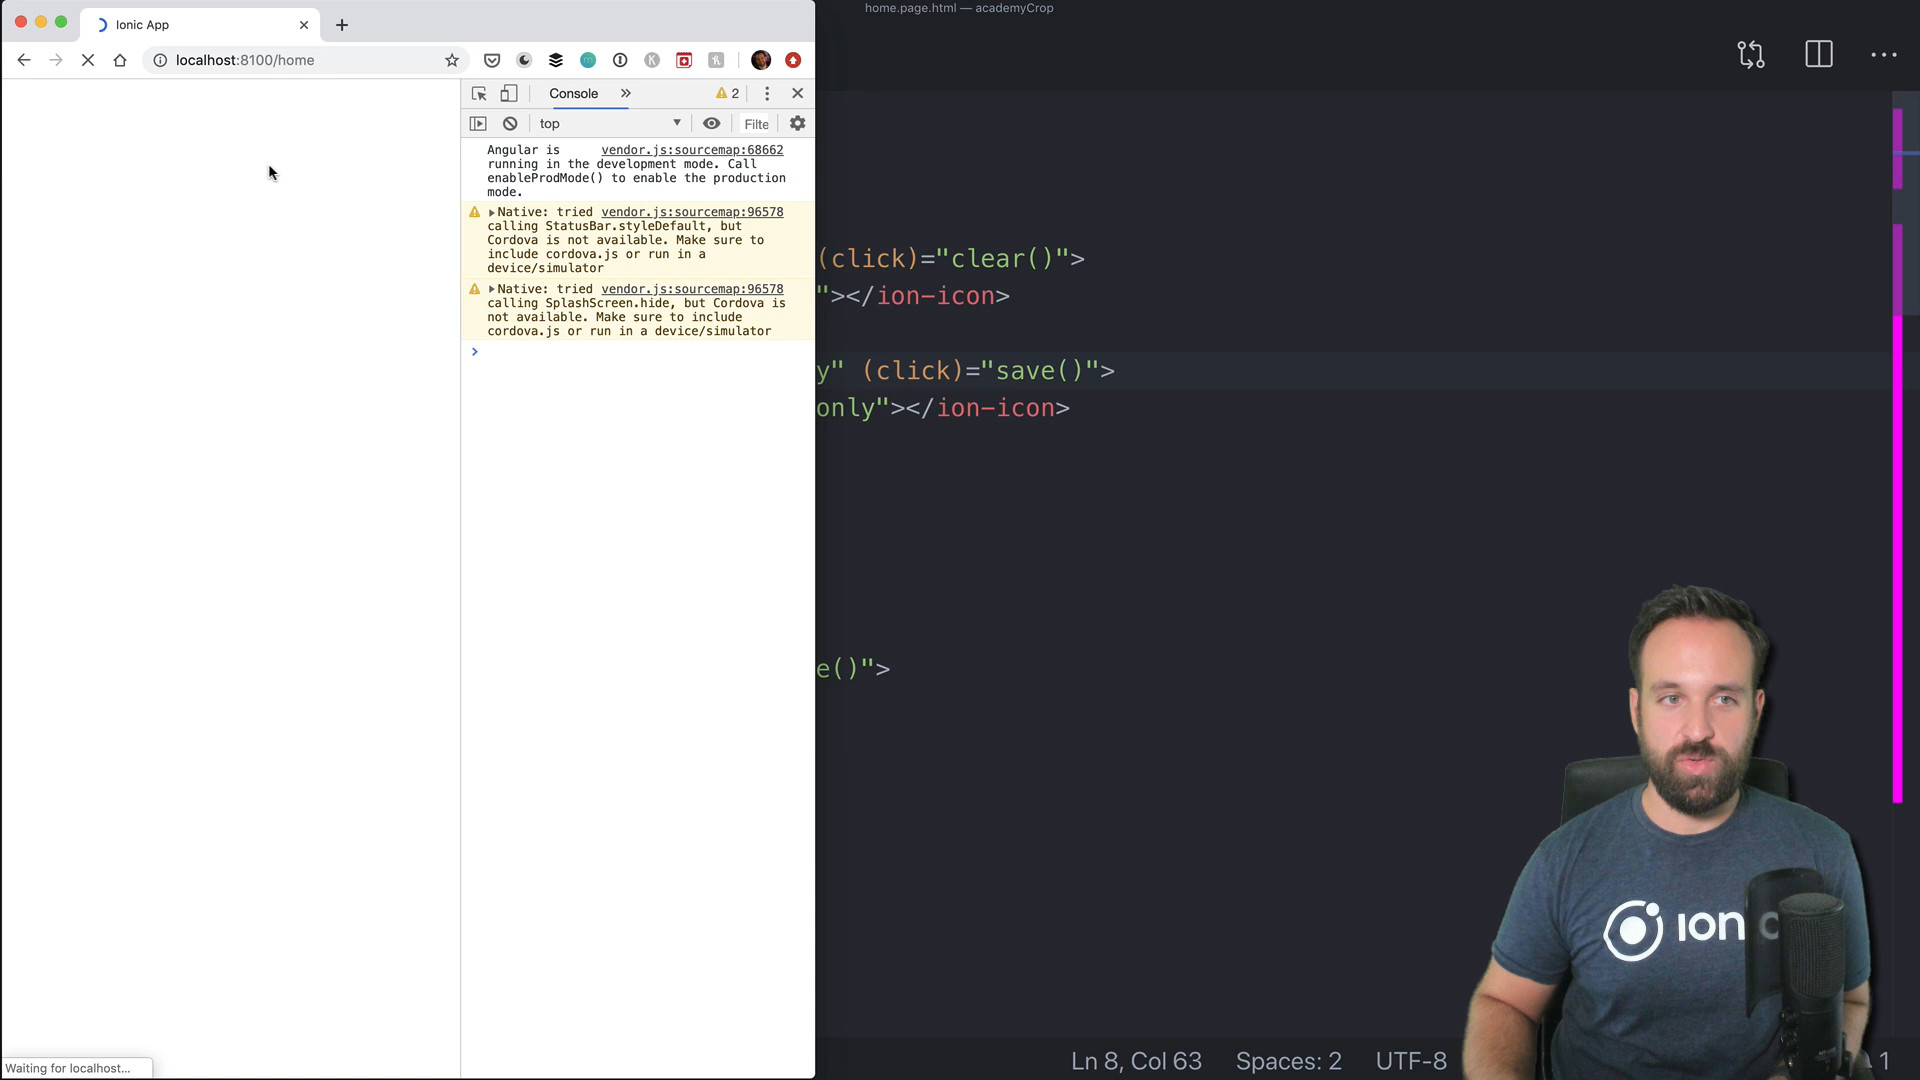 Ionic App
home.page.html — academyCrop
localhost:8100/home
Console
2
top
Filte
Angular is vendor.js:sourcemap:68662
running in the development mode. Call
enableProdMode() to enable the production
mode.
Native: tried vendor.js:sourcemap:96578
calling StatusBar.styleDefault, but
Cordova is not available. Make sure to
include cordova.js or run in a
device/simulator
Native: tried vendor.js:sourcemap:96578
calling SplashScreen.hide, but Cordova is
not available. Make sure to include
cordova.js or run in a device/simulator
(click)="clear()">
"></ion-icon>
y" (click)="save()">
only"></ion-icon>
e()">
Waiting for localhost...
Ln 8, Col 63 Spaces: 2 UTF-8 1